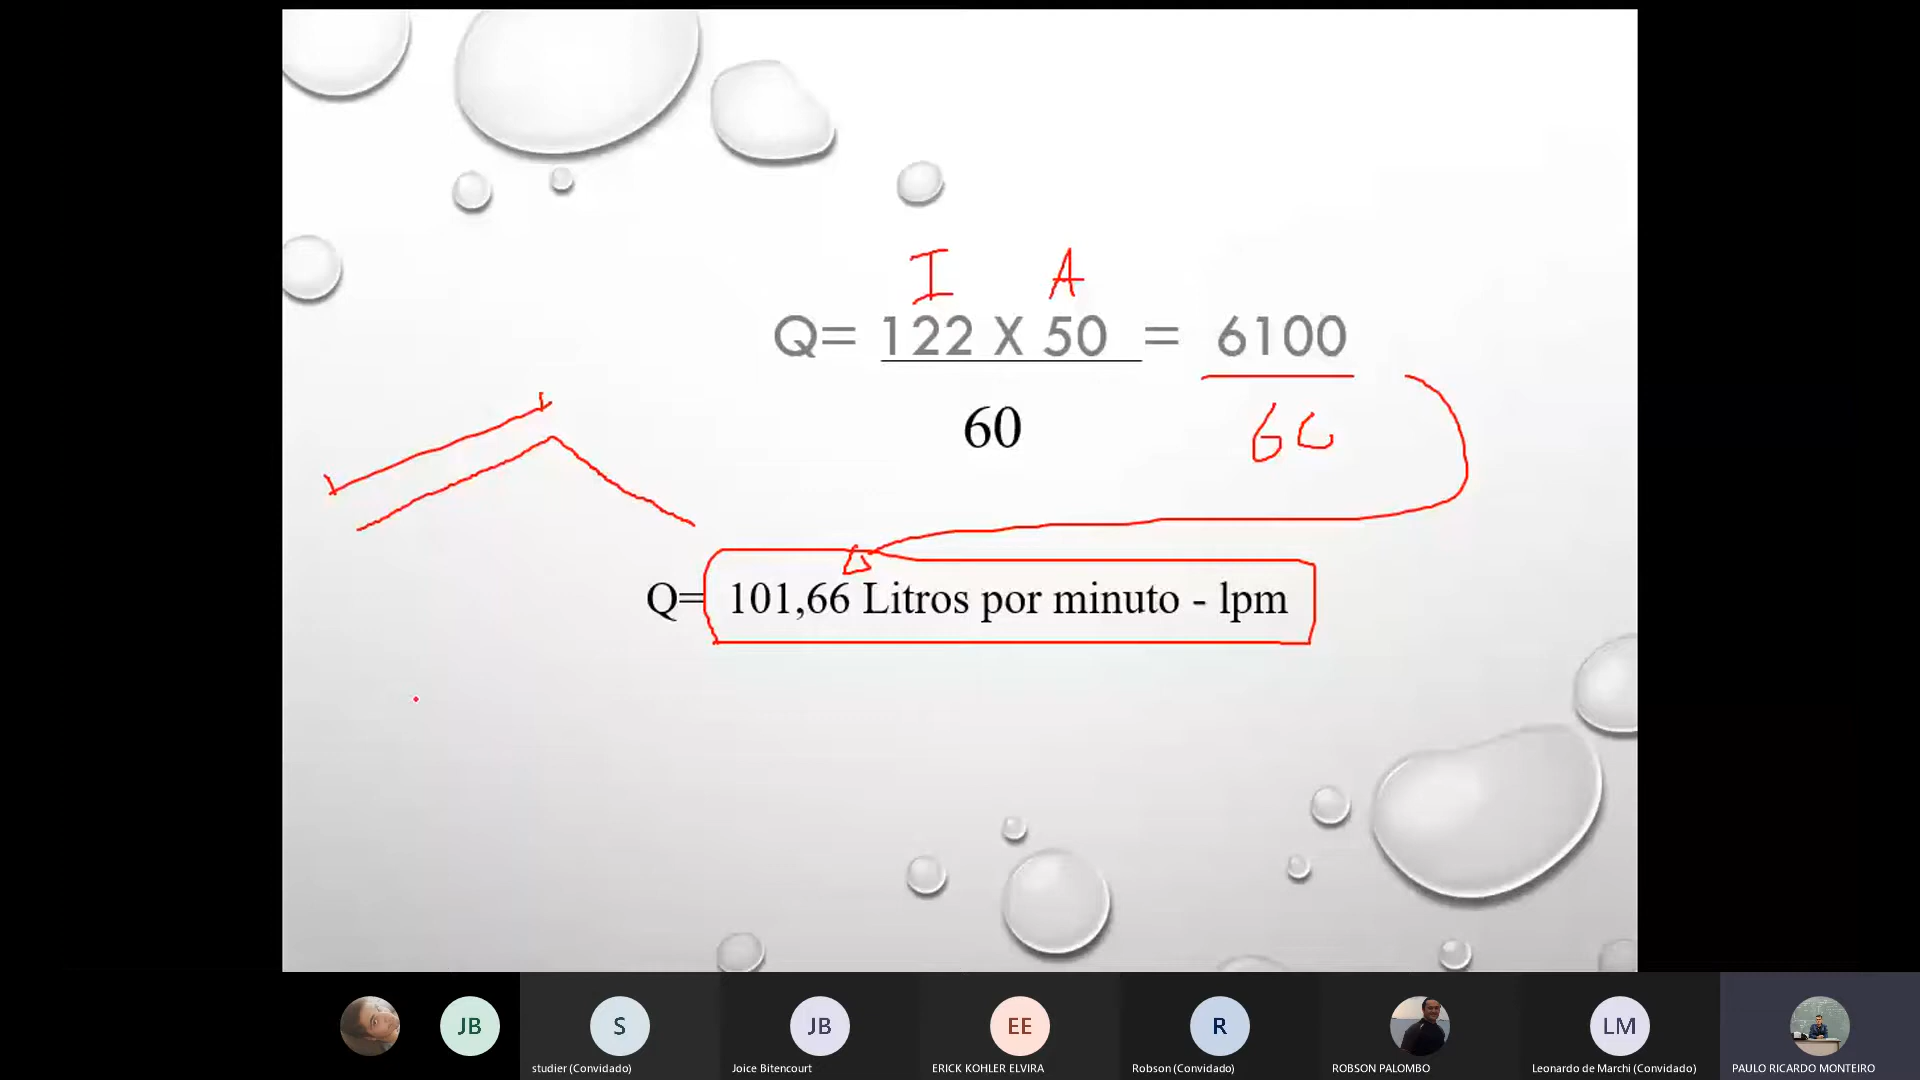 I A
Q= 122 X 50 = 6100
60 60
Q= 101,66 Litros por minuto - lpm
JB S JB EE R LM
studier (Convidado) Joice Bitencourt ERICK KOHLER ELVIRA Robson (Convidado) ROBSON PALOMBO Leonardo de Marchi (Convidado) PAULO RICARDO MONTEIRO